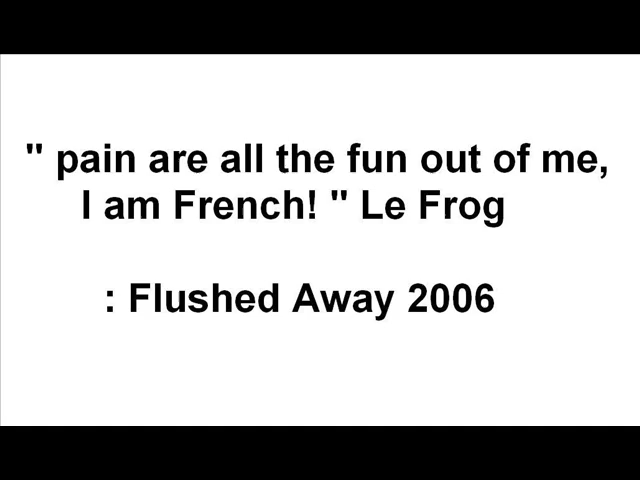 " pain are all the fun out of me,
I am French! " Le Frog
: Flushed Away 2006